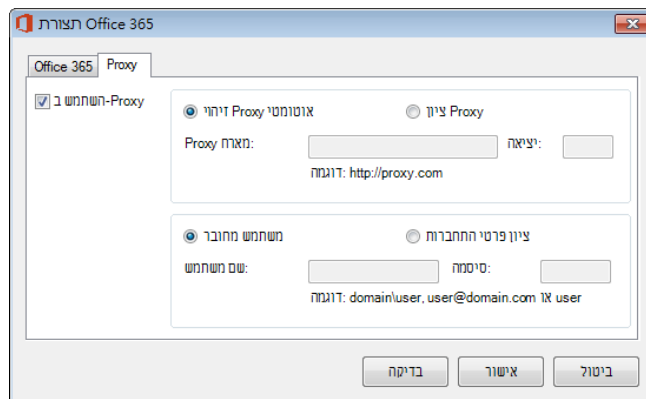 תצורת Office 365
Office 365 Proxy
השתמש ב-Proxy
זיהוי Proxy אוטומטי ציון Proxy
מארח Proxy: יציאה:
דוגמה: http://proxy.com
משתמש מחובר ציון פרטי התחברות
שם משתמש: סיסמה:
דוגמה: domain\user, user@domain.com או user
בדיקה אישור ביטול